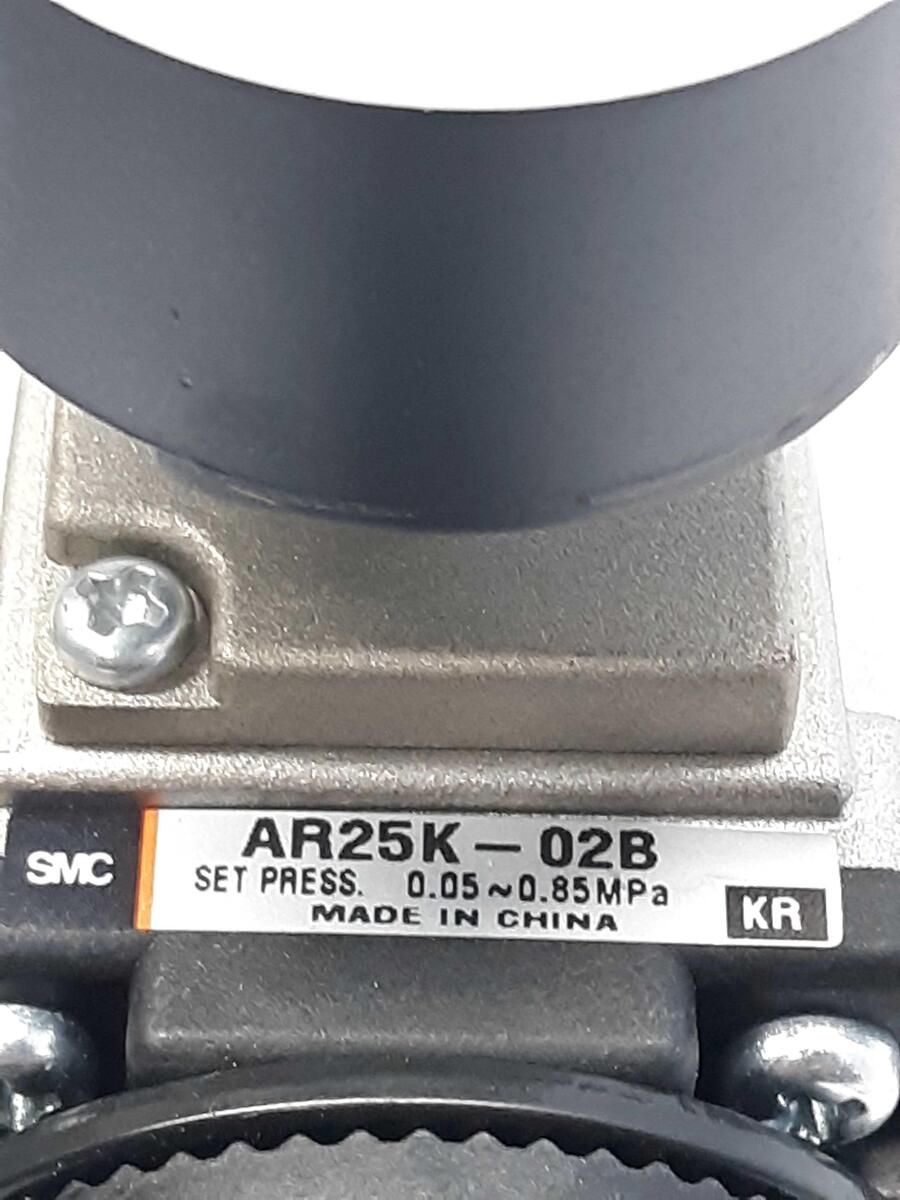 SMC
AR25K-02B
SET PRESS. 0.05~0.85MPa
MADE IN CHINA
KR